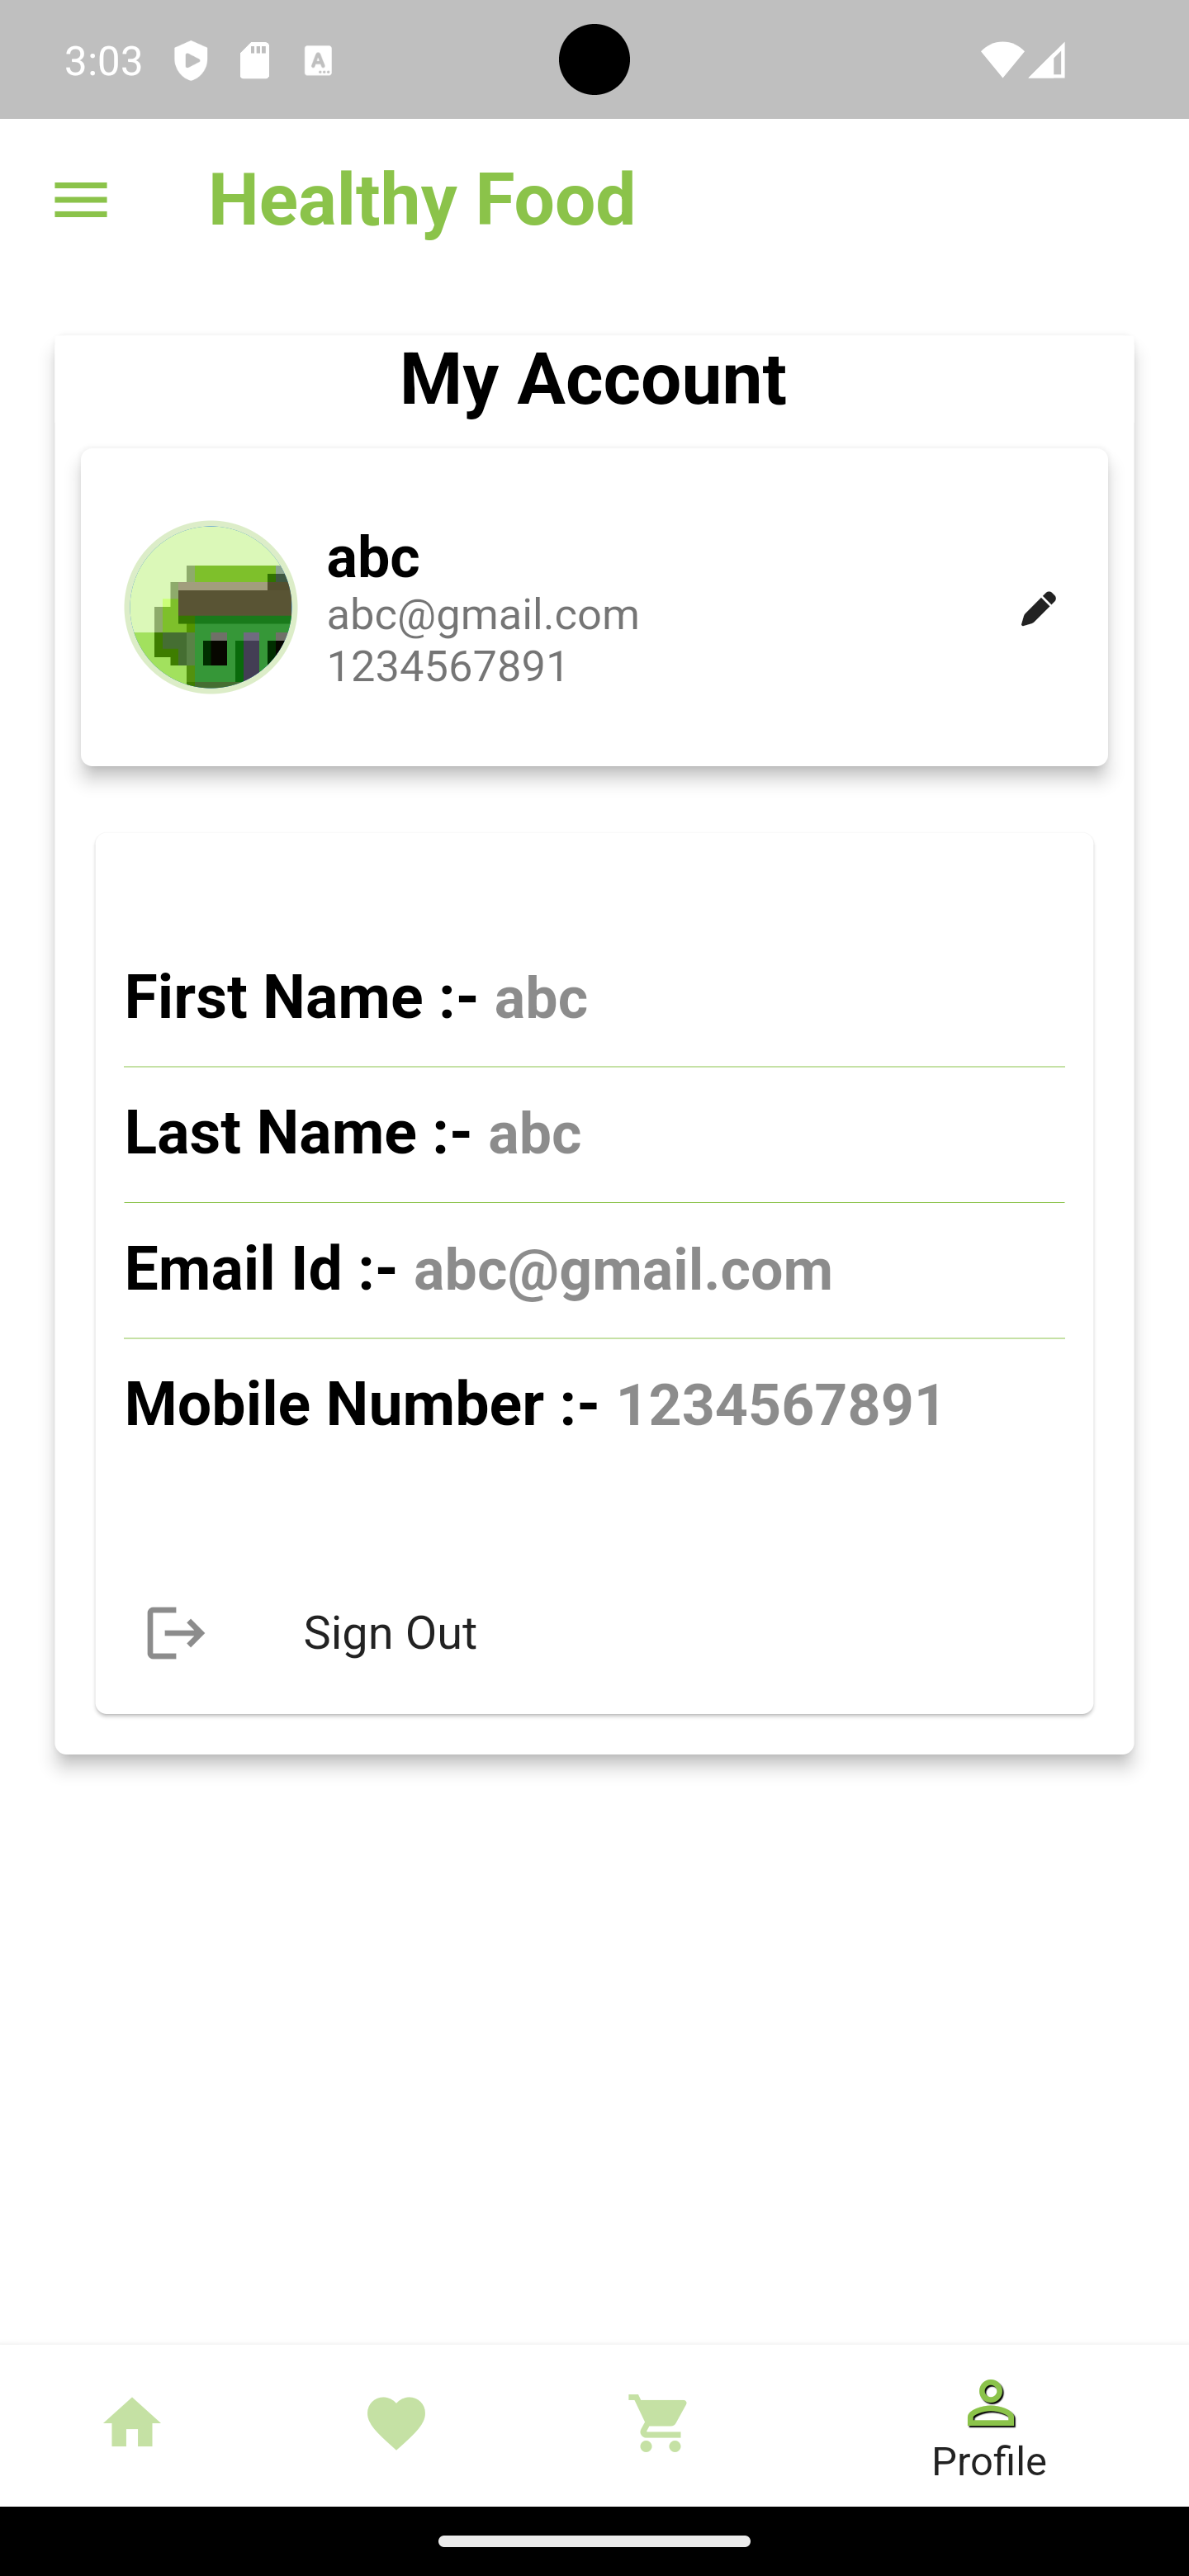 3:03
Healthy Food
My Account
abc
abc@gmail.com
1234567891
First Name :- abc
Last Name :- abc
Email Id :- abc@gmail.com
Mobile Number :- 1234567891
Sign Out
Profile